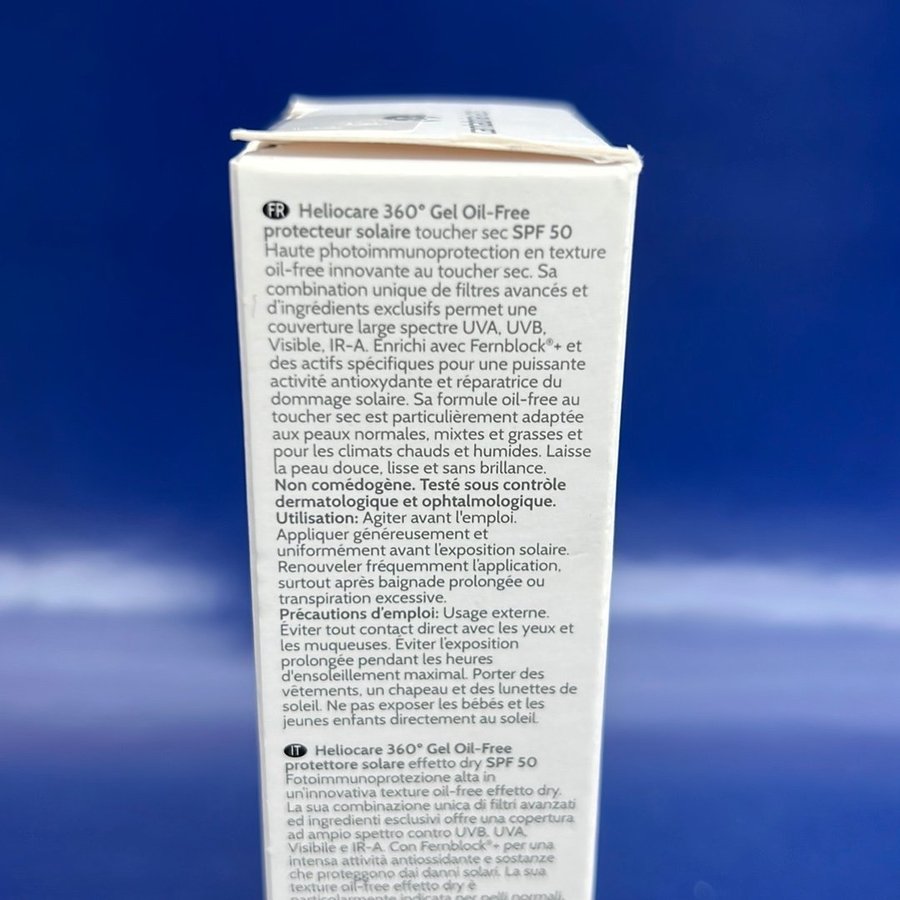 FR Heliocare 360° Gel Oil-Free
protecteur solaire toucher sec SPF 50
Haute photoimmunoprotection en texture
oil-free innovante au toucher sec. Sa
combination unique de filtres avancés et
d'ingrédients exclusifs permet une
couverture large spectre UVA, UVB,
Visible, IR-A. Enrichi avec Fernblock®+ et
des actifs spécifiques pour une puissante
activité antioxydante et réparatrice du
dommage solaire. Sa formule oil-free au
toucher sec est particulièrement adaptée
aux peaux normales, mixtes et grasses et
pour les climats chauds et humides. Laisse
la peau douce, lisse et sans brillance.
Non comédogène. Testé sous contrôle
dermatologique et ophtalmologique.
Utilisation: Agiter avant l'emploi.
Appliquer généreusement et
uniformément avant l'exposition solaire.
Renouveler fréquemment l'application,
surtout après baignade prolongée ou
transpiration excessive.
Précautions d'emploi: Usage externe.
Éviter tout contact direct avec les yeux et
les muqueuses. Éviter l'exposition
prolongée pendant les heures
d'ensoleillement maximal. Porter des
vêtements, un chapeau et des lunettes de
soleil. Ne pas exposer les bébés et les
jeunes enfants directement au soleil.
IT Heliocare 360° Gel Oil-Free
protettore solare effetto dry SPF 50
Fotoimmunoprotezione alta in
un'innovativa texture oil-free effetto dry.
La sua combinazione unica di filtri avanzati
ed ingredienti esclusivi offre una copertura
ad ampio spettro contro UVB, UVA,
Visibile e IR-A. Con Fernblock®+ per una
intensa attività antiossidante e sostanze
che proteggono dai danni solari. La sua
texture oil-free effetto dry è
particolarmente indicata per pelli normali,